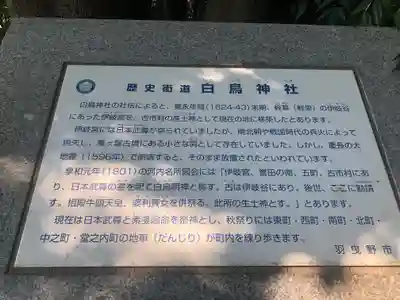 歴史街道 白鳥神社
白鳥神社の社伝によると、寛永年間(1624-43)末期、軽墓(軽里)の伊岐谷
にあった伊岐宮を、古市村の産土神として現在の地に移築したとあります。
伊岐宮には日本武尊が祭られていましたが、南北朝や戦国時代の兵火によって
焼失し、峯ヶ塚古墳にある小さな祠として存在していました。しかし、慶長の大
地震(1596年)で倒壊すると、そのまま放置されたといわれています。
享和元年(1801)の河内名所図会には「伊岐宮、誉田の南、五町、古市村にあ
り、日本武尊の霊を祀て白鳥明神と称す。古は伊岐谷にあり、後世、ここに勧請
す。相殿牛頭天皇、婆利賽女を併祭る、此所の生土神とす。」とあります。
現在は日本武尊と素盞嗚命を祭神とし、秋祭りには東町・西町・南町・北町・
中之町・堂之内町の地車(だんじり)が町内を練り歩きます。
羽曳野市